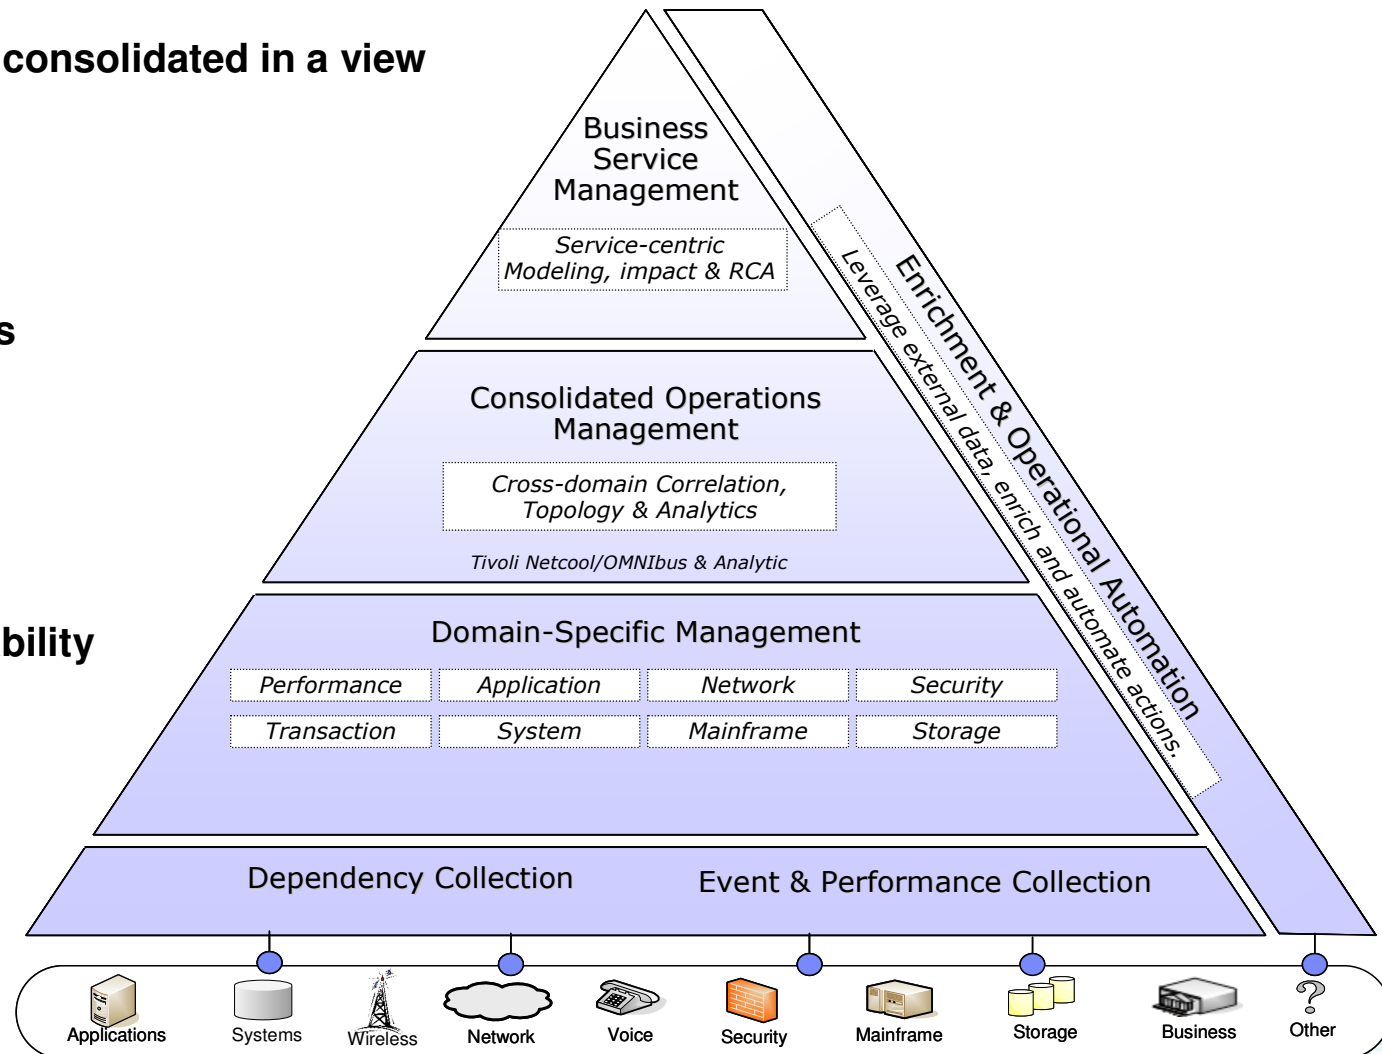 consolidated in a view
Business
Service
Management
Service-centric
Modeling, impact & RCA
s
Consolidated Operations
Management
Cross-domain Correlation,
Topology & Analytics
Tivoli Netcool/OMNIbus & Analytic
Enrichment & Operational Automation
Leverage external data, enrich and automate actions.
bility
Domain-Specific Management
Performance
Application
Network
Security
Transaction
System
Mainframe
Storage
Dependency Collection
Event & Performance Collection
?
Applications
Systems
Wireless
Network
Voice
Security
Mainframe
Storage
Business
Other